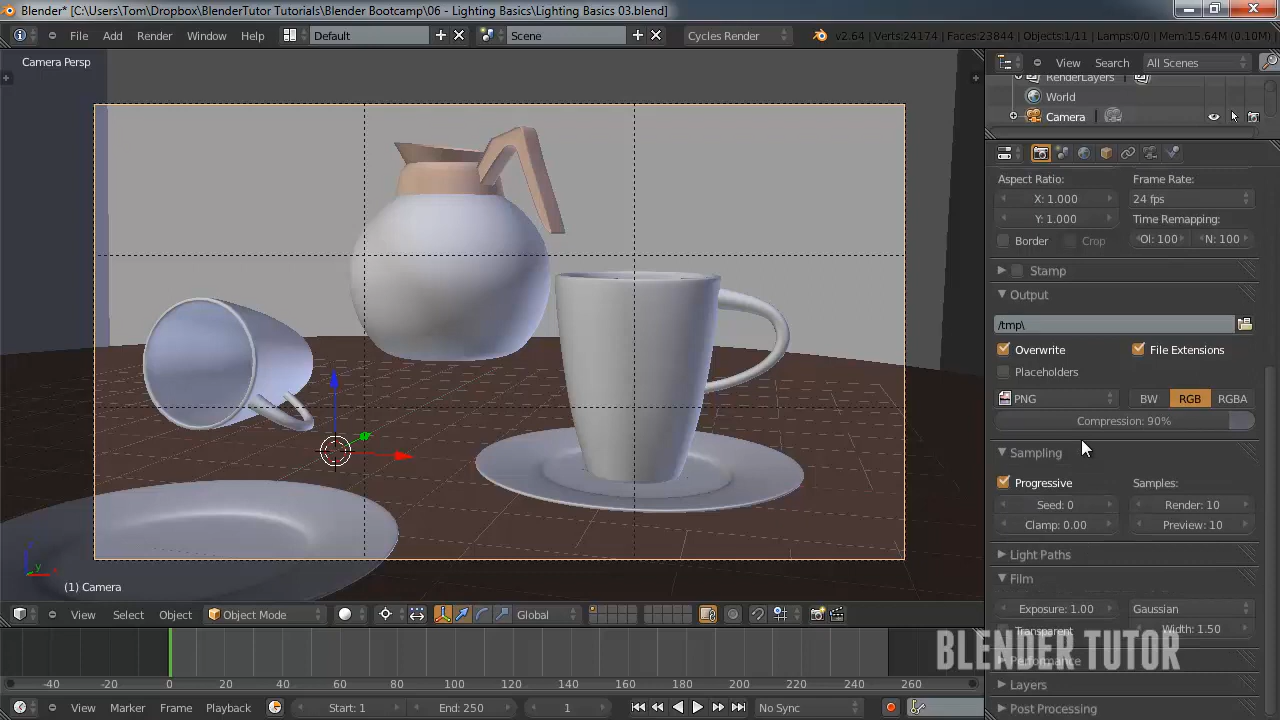 Blender* [C:\Users\Tom\Dropbox\BlenderTutor Tutorials\Blender Bootcamp\06 - Lighting Basics\Lighting Basics 03.blend]
File Add Render Window Help Default Scene Cycles Render v2.64 | Verts:24174 | Faces:23844 | Objects:1/11 | Lamps:0/0 | Mem:15.64M (0.10M)
Camera Persp
View Search All Scenes
RenderLayers
World
Camera
Aspect Ratio: Frame Rate:
X: 1.000 24 fps
Y: 1.000 Time Remapping:
Border Crop Ol: 100 N: 100
Stamp
Output
/tmp\
Overwrite File Extensions
Placeholders
PNG BW RGB RGBA
Compression: 90%
Sampling
Progressive Samples:
Seed: 0 Render: 10
Clamp: 0.00 Preview: 10
Light Paths
Film
Exposure: 1.00 Gaussian
Transparent Width: 1.50
Performance
Layers
Post Processing
BLENDER TUTOR
z
y
x
(1) Camera
View Select Object Object Mode Global
-40 -20 0 20 40 60 80 100 120 140 160 180 200 220 240 260
View Marker Frame Playback Start: 1 End: 250 1 No Sync